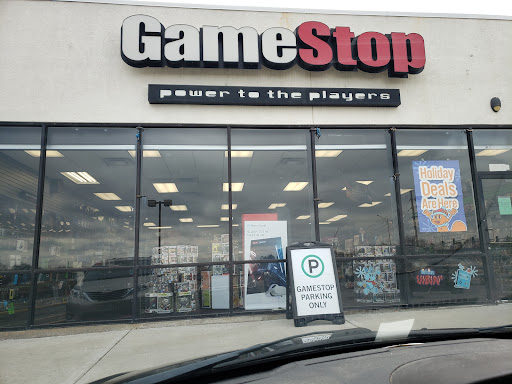 GameStop
power to the players
Holiday
Deals
Are Here
P
GAMESTOP
PARKING
ONLY